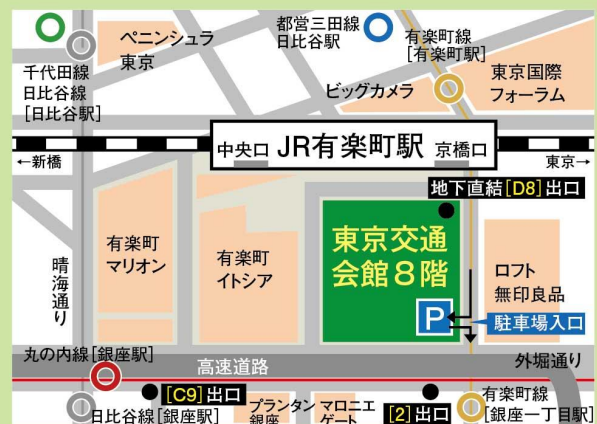 ペニンシュラ
東京
都営三田線
日比谷駅
有楽町線
[有楽町駅]
千代田線
日比谷線
[日比谷駅]
ビッグカメラ
東京国際
フォーラム
中央口 JR有楽町駅 京橋口
←新橋
東京→
地下直結[D8]出口
晴海通り
有楽町
マリオン
有楽町
イトシア
東京交通
会館8階
P
ロフト
無印良品
駐車場入口
丸の内線[銀座駅]
高速道路
外堀通り
[C9]出口
日比谷線[銀座駅]
プランタン
銀座
マロニエ
ゲート
[2]出口
有楽町線
[銀座一丁目駅]